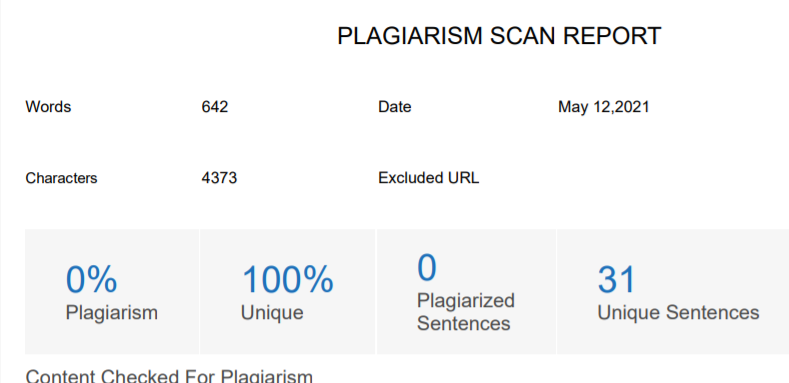 PLAGIARISM SCAN REPORT
Words 642 Date May 12,2021
Characters 4373 Excluded URL
0% 100% 0 31
Plagiarism Unique Plagiarized Sentences Unique Sentences
Content Checked For Plagiarism